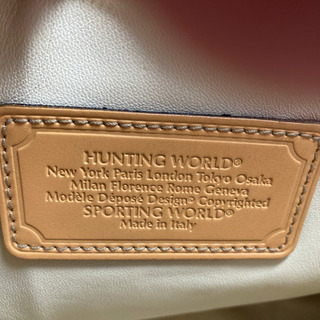 HUNTING WORLD®
New York Paris London Tokyo Osaka
Milan Florence Rome Geneva
Modèle Déposé Design® Copyrighted
SPORTING WORLD®
Made in Italy